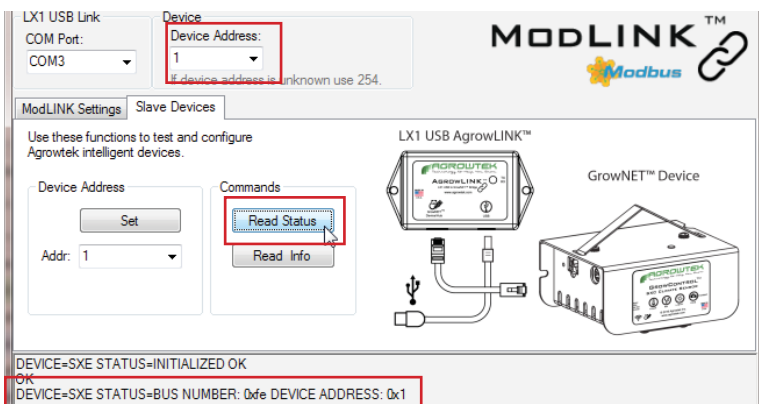 LX1 USB Link
COM Port:
COM3
Device
Device Address:
1
If device address is unknown use 254.
MODLINK™
Modbus
ModLINK Settings
Slave Devices
Use these functions to test and configure
Agrowtek intelligent devices.
Device Address
Set
Addr: 1
Commands
Read Status
Read Info
LX1 USB AgrowLINK™
AGROWTEK
AGROWLINK
GrowNET™ Device
AGROWTEK
GROWCONTROL
DEVICE=SXE STATUS=INITIALIZED OK
OK
DEVICE=SXE STATUS=BUS NUMBER: 0xfe DEVICE ADDRESS: 0x1